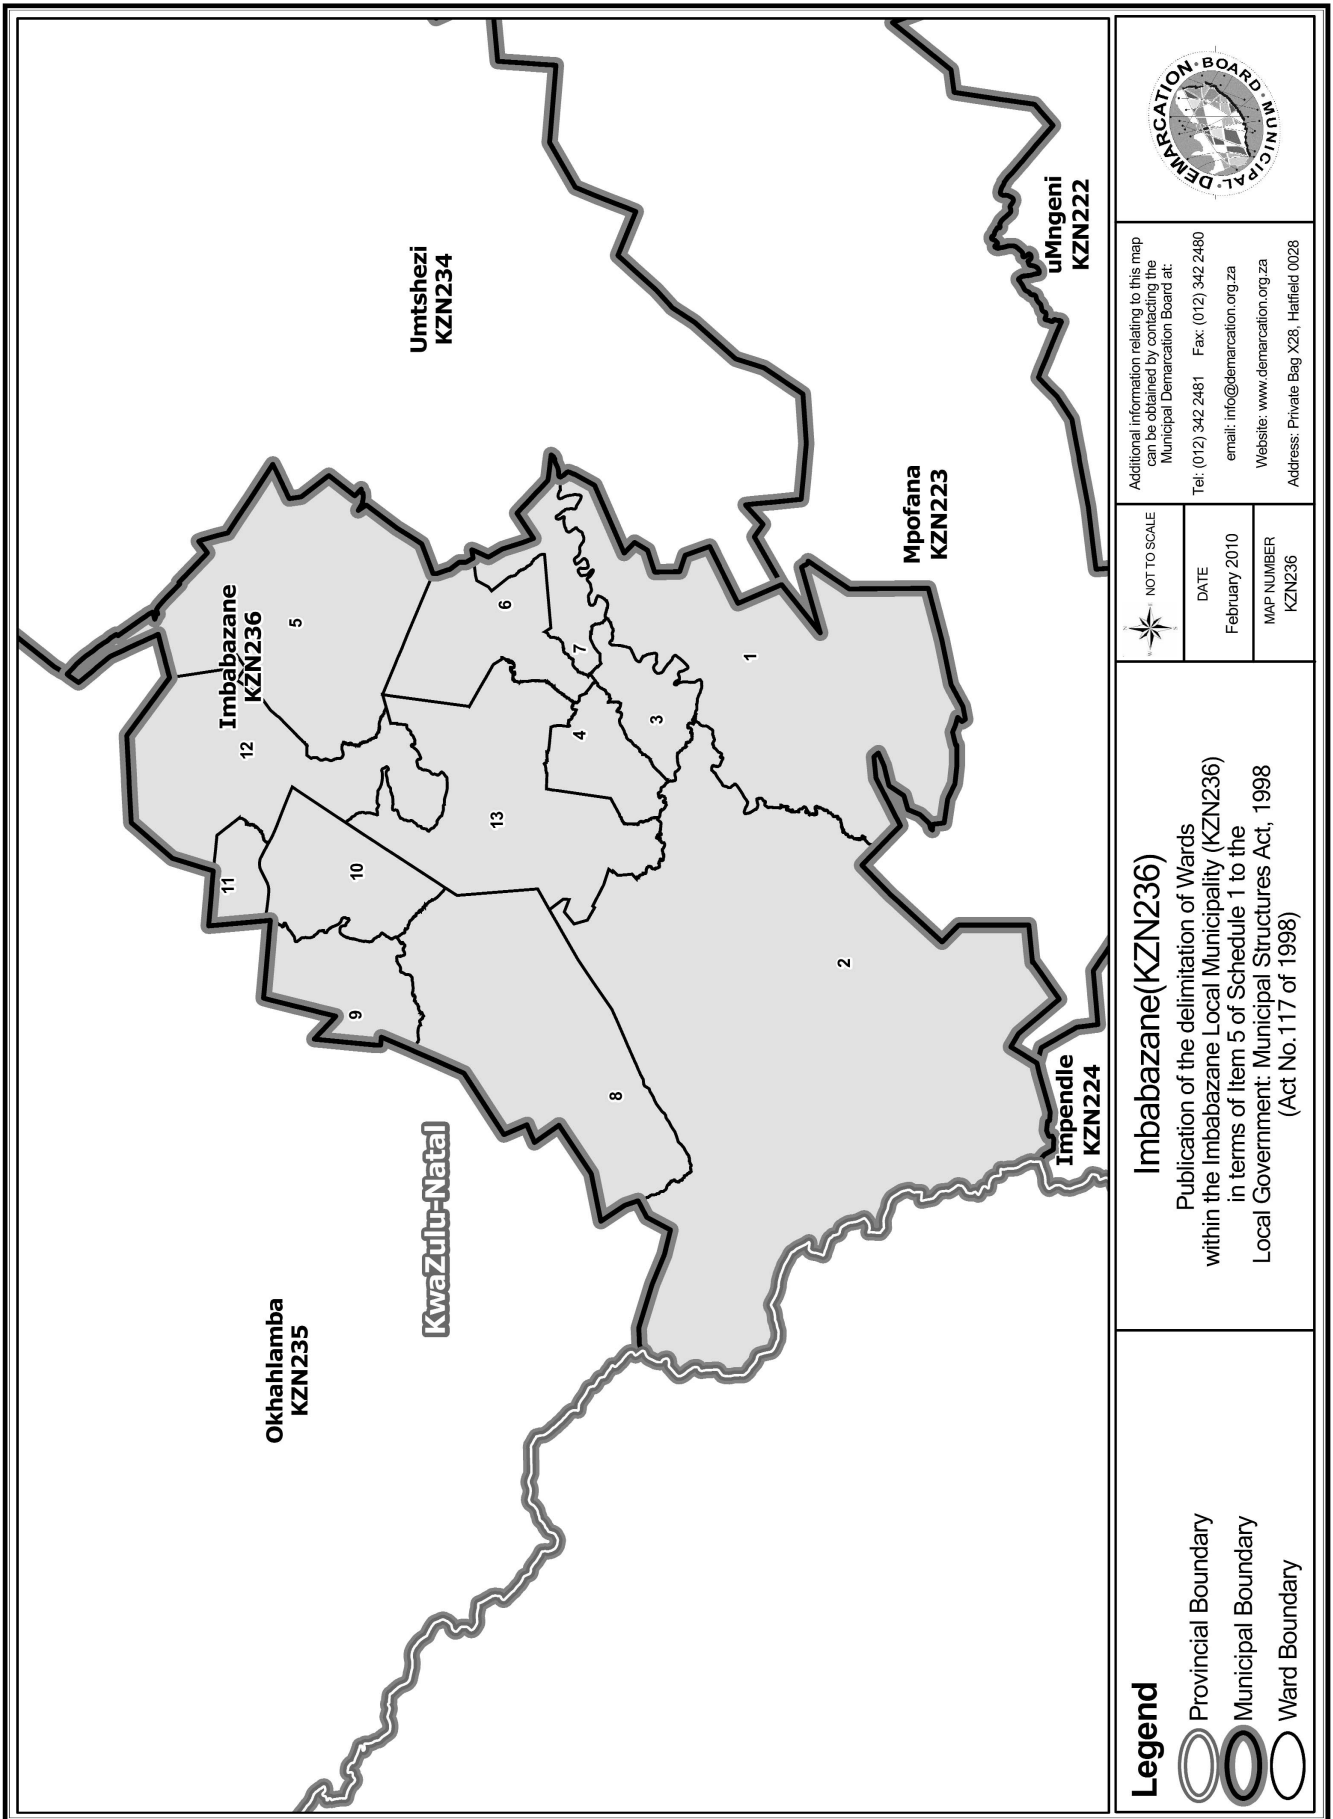 Okhahlamba
KZN235
KwaZulu-Natal
Imbabazane
KZN236
Umtshezi
KZN234
Mpofana
KZN223
uMngeni
KZN222
Impendle
KZN224
11
12
5
9
10
13
6
8
4
7
3
2
1
Legend
Provincial Boundary
Municipal Boundary
Ward Boundary
Imbabazane(KZN236)
Publication of the delimitation of Wards
within the Imbabazane Local Municipality (KZN236)
in terms of Item 5 of Schedule 1 to the
Local Government: Municipal Structures Act, 1998
(Act No.117 of 1998)
N
NOT TO SCALE
DATE
February 2010
MAP NUMBER
KZN236
Additional information relating to this map
can be obtained by contacting the
Municipal Demarcation Board at:
Tel: (012) 342 2481 Fax: (012) 342 2480
email: info@demarcation.org.za
Website: www.demarcation.org.za
Address: Private Bag X28, Hatfield 0028
MUNICIPAL • DEMARCATION • BOARD •